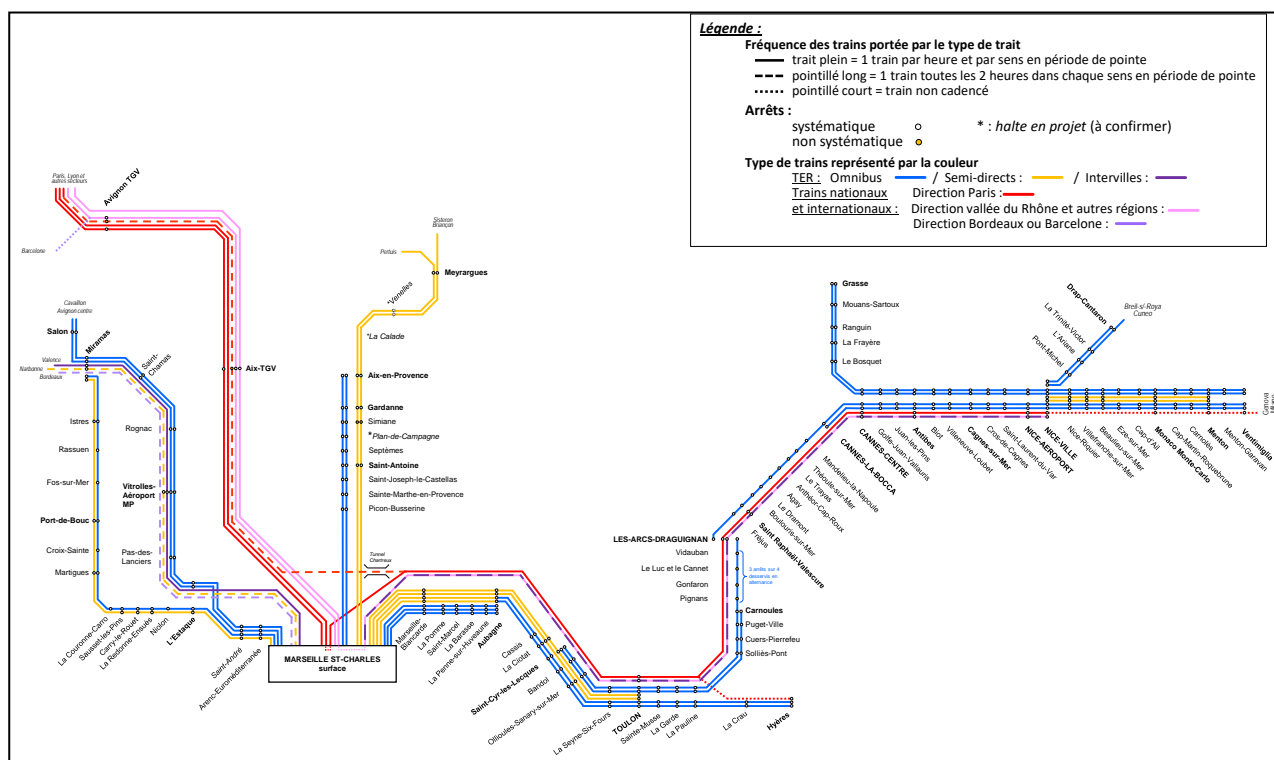 Légende :
Fréquence des trains portée par le type de trait
trait plein = 1 train par heure et par sens en période de pointe
pointillé long = 1 train toutes les 2 heures dans chaque sens en période de pointe
pointillé court = train non cadencé
Arrêts :
systématique
* : halte en projet (à confirmer)
non systématique
Type de trains représenté par la couleur
TER : Omnibus / Semi-directs : / Intervilles :
Trains nationaux Direction Paris :
et internationaux : Direction vallée du Rhône et autres régions :
Direction Bordeaux ou Barcelone :
Paris, Lyon et
autres secteurs
Avignon TGV
Barcelone
Sisteron
Briançon
Pertuis
Meyrargues
*Venelles
*La Calade
Cavaillon
Avignon centre
Salon
Miramas
Valence
Narbonne
Bordeaux
Saint-Chamas
Aix-TGV
Aix-en-Provence
Gardanne
Simiane
*Plan-de-Campagne
Septèmes
Saint-Antoine
Saint-Joseph-le-Castellas
Sainte-Marthe-en-Provence
Picon-Busserine
Istres
Rassuen
Fos-sur-Mer
Port-de-Bouc
Croix-Sainte
Martigues
Rognac
Vitrolles-
Aéroport
MP
Pas-des-
Lanciers
La Couronne-Carro
Sausset-les-Pins
Carry-le-Rouet
La Redonne-Ensuès
Niolon
L'Estaque
Saint-André
Arenc-Euroméditerranée
Tunnel
Chartreux
MARSEILLE ST-CHARLES
surface
Marseille-
Blancarde
La Pomme
Saint-Marcel
La Barasse
La Penne-sur-Huveaune
Aubagne
Cassis
La Ciotat
Saint-Cyr-les-Lecques
Bandol
Ollioules-Sanary-sur-Mer
La Seyne-Six-Fours
TOULON
Sainte-Musse
La Garde
La Pauline
La Crau
Hyères
Solliès-Pont
Cuers-Pierrefeu
Puget-Ville
Carnoules
Pignans
Gonfaron
Le Luc et le Cannet
Vidauban
3 arrêts sur 4
desservis en
alternance
LES-ARCS-DRAGUIGNAN
Fréjus
Saint Raphaël-Valescure
Boulouris-sur-Mer
Le Dramont
Agay
Anthéor-Cap-Roux
Le Trayas
Théoule-sur-Mer
Mandelieu-la-Napoule
CANNES-LA-BOCCA
CANNES-CENTRE
Golfe-Juan-Vallauris
Juan-les-Pins
Antibes
Biot
Villeneuve-Loubet
Cagnes-sur-Mer
Cros-de-Cagnes
Saint-Laurent-du-Var
NICE-AEROPORT
NICE-VILLE
Nice-Riquier
Villefranche-sur-Mer
Beaulieu-sur-Mer
Eze-sur-Mer
Cap-d'Ail
Monaco Monte-Carlo
Cap-Martin-Roquebrune
Carnolès
Menton
Menton-Garavan
Ventimiglia
Genova
Grasse
Mouans-Sartoux
Ranguin
La Frayère
Le Bosquet
Drap-Cantaron
La Trinité-Victor
L'Ariane
Pont-Michel
Breil-s/-Roya
Cuneo